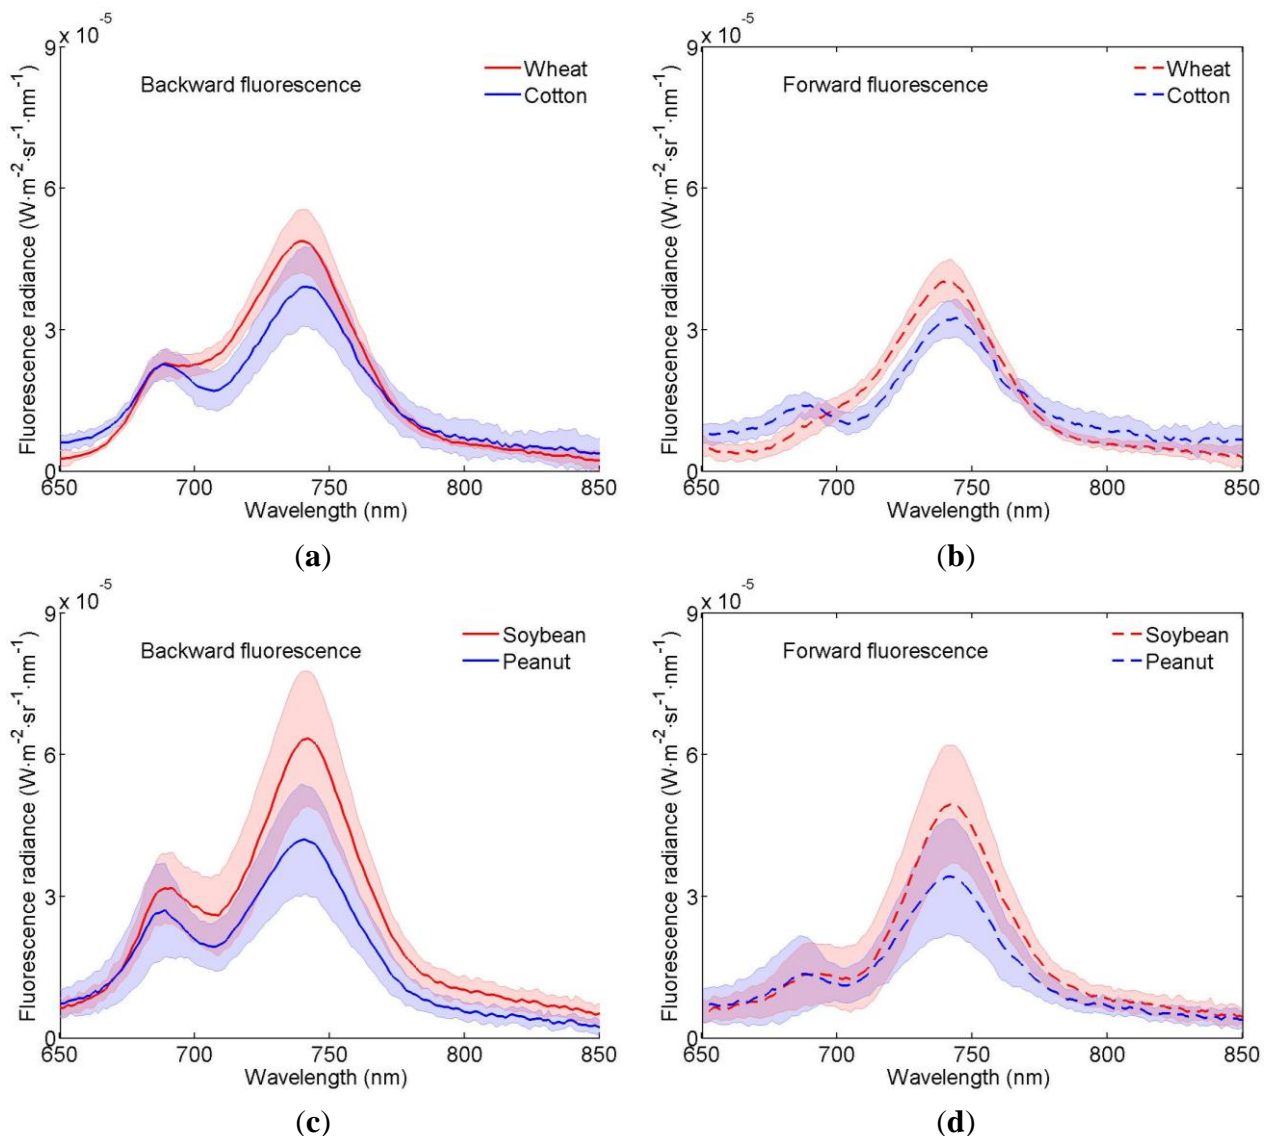 x 10⁻⁵
9
6
3
0
Fluorescence radiance (W·m⁻²·sr⁻¹·nm⁻¹)
Backward fluorescence
Wheat
Cotton
650 700 750 800 850
Wavelength (nm)
(a)
x 10⁻⁵
9
6
3
0
Fluorescence radiance (W·m⁻²·sr⁻¹·nm⁻¹)
Forward fluorescence
Wheat
Cotton
650 700 750 800 850
Wavelength (nm)
(b)
x 10⁻⁵
9
6
3
0
Fluorescence radiance (W·m⁻²·sr⁻¹·nm⁻¹)
Backward fluorescence
Soybean
Peanut
650 700 750 800 850
Wavelength (nm)
(c)
x 10⁻⁵
9
6
3
0
Fluorescence radiance (W·m⁻²·sr⁻¹·nm⁻¹)
Forward fluorescence
Soybean
Peanut
650 700 750 800 850
Wavelength (nm)
(d)